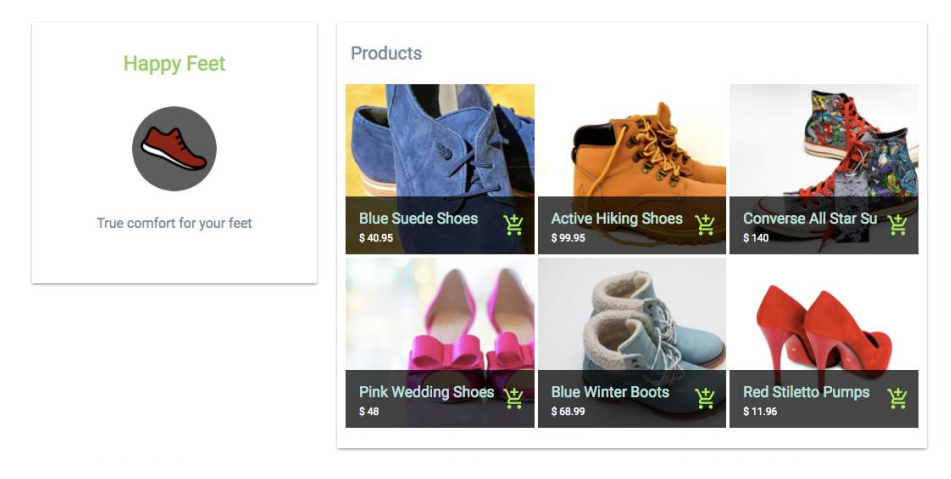 Happy Feet
True comfort for your feet
Products
Blue Suede Shoes
$ 40.95
Active Hiking Shoes
$ 99.95
Converse All Star Su
$ 140
Pink Wedding Shoes
$ 48
Blue Winter Boots
$ 68.99
Red Stiletto Pumps
$ 11.96